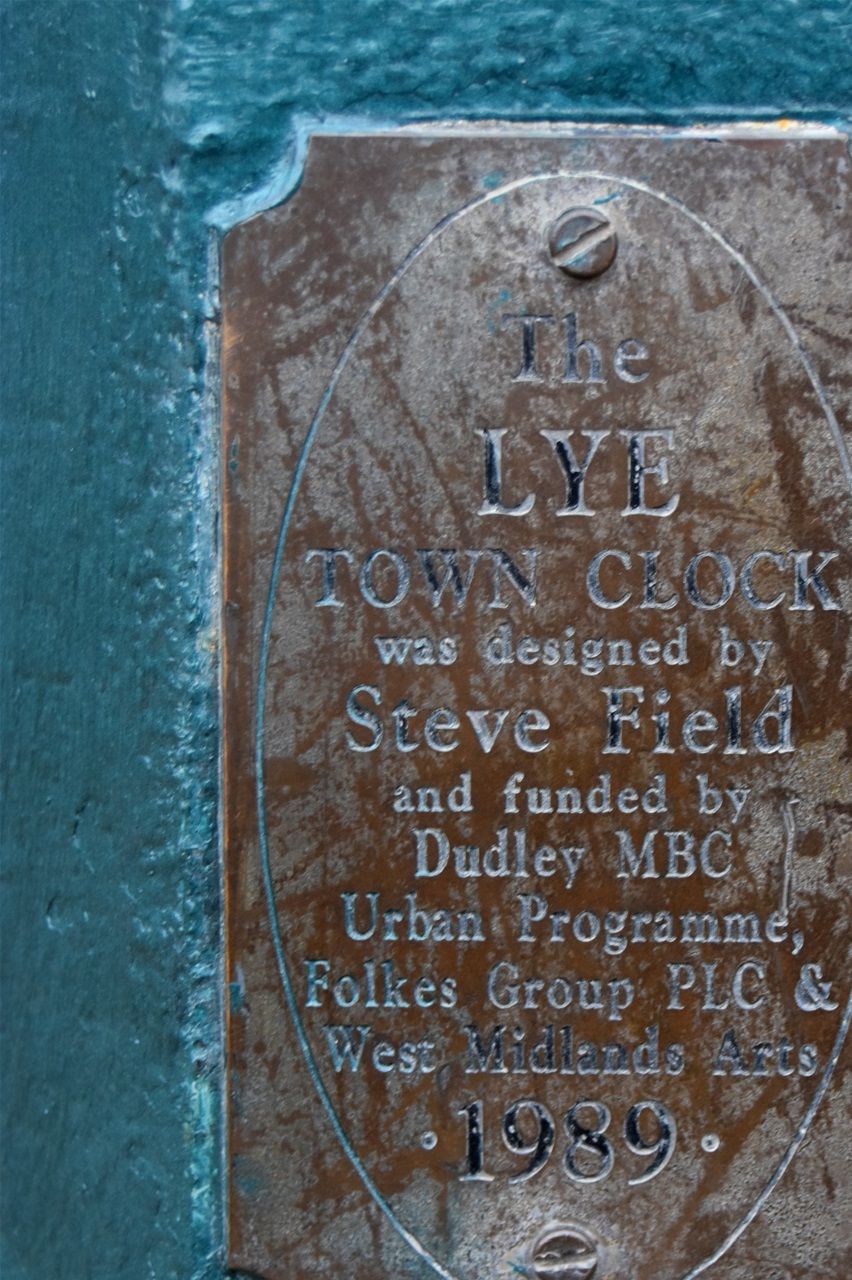 The
LYE
TOWN CLOCK
was designed by
Steve Field
and funded by
Dudley MBC
Urban Programme,
Folkes Group PLC &
West Midlands Arts
· 1989 ·